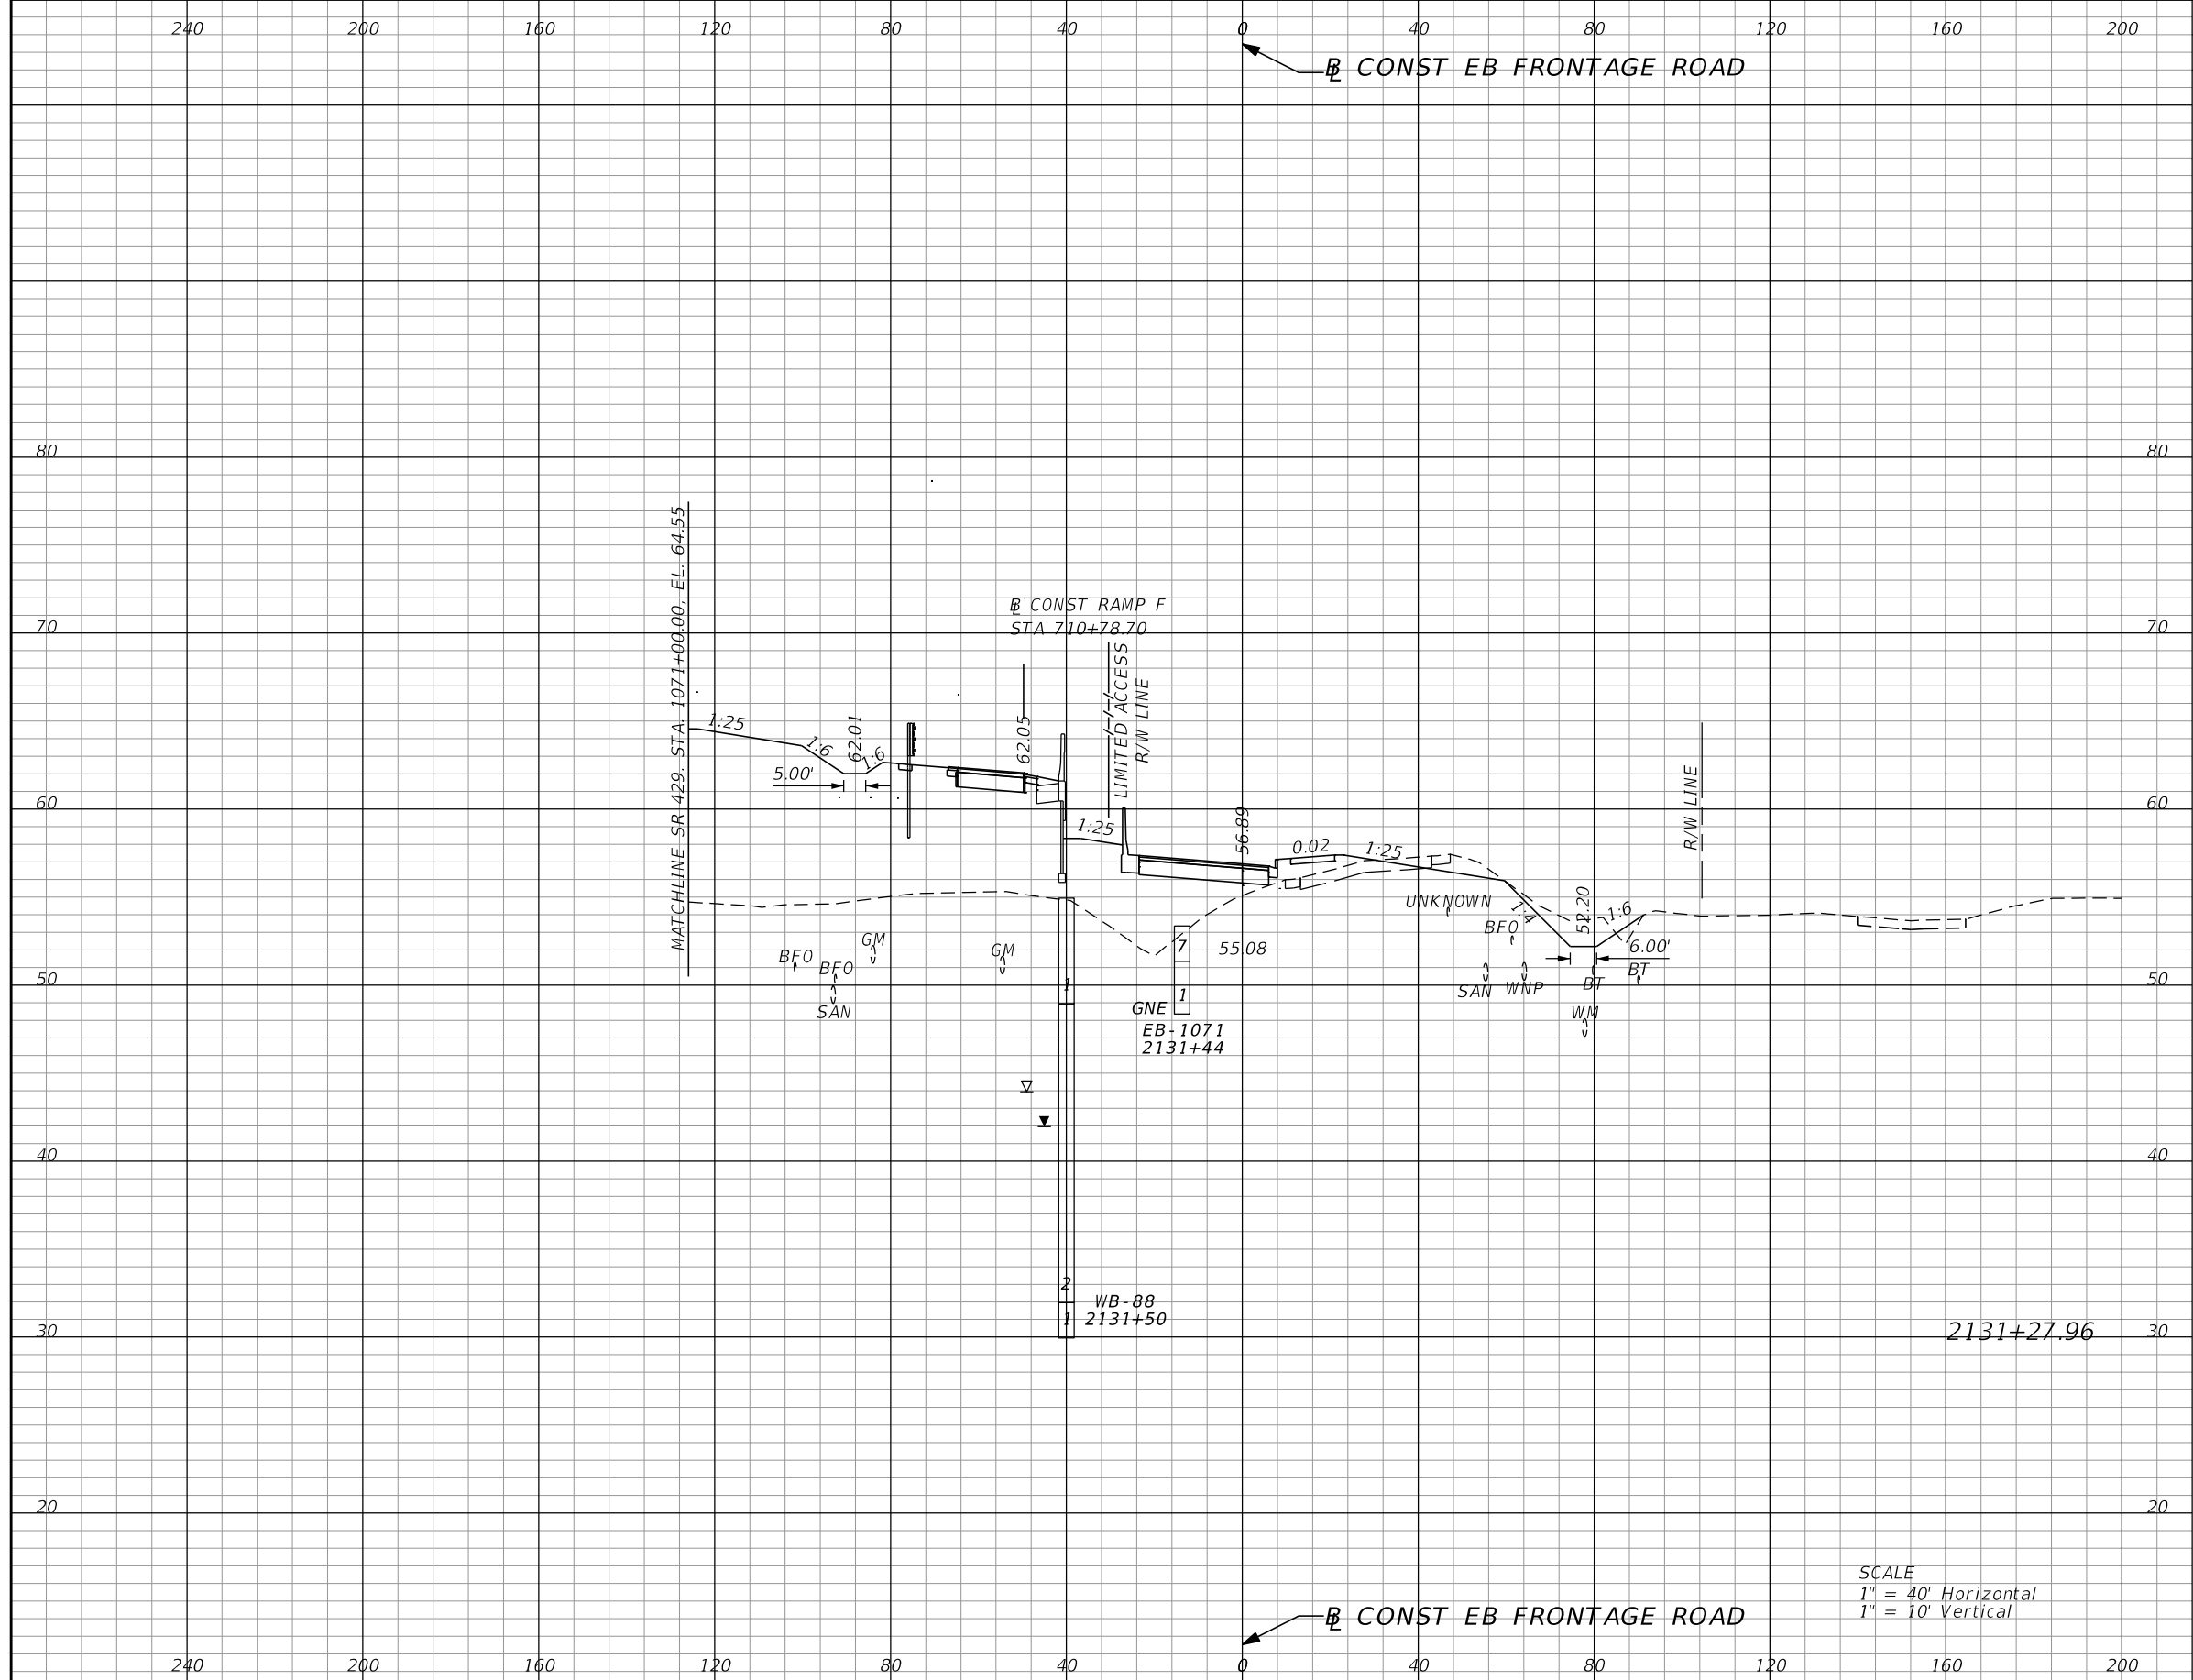 240 200 160 120 80 40 0 40 80 120 160 200
BL CONST EB FRONTAGE ROAD
80 80
MATCHLINE SR 429. STA. 1071+00.00, EL. 64.55
BL CONST RAMP F
STA 710+78.70
70 70
LIMITED ACCESS
R/W LINE
1:25
1:6
62.01
1:6
5.00'
62.05
R/W LINE
60 60
1:25
56.89
0.02
1:25
UNKNOWN
BFO
52.20
1:6
6.00'
GM
GM
BFO
BFO
SAN
7
55.08
1
1
GNE
EB-1071
2131+44
SAN
WNP
BT
BT
WM
50 50
40 40
2
WB-88
1
2131+50
30 30
2131+27.96
20 20
SCALE
1" = 40' Horizontal
1" = 10' Vertical
BL CONST EB FRONTAGE ROAD
240 200 160 120 80 40 0 40 80 120 160 200